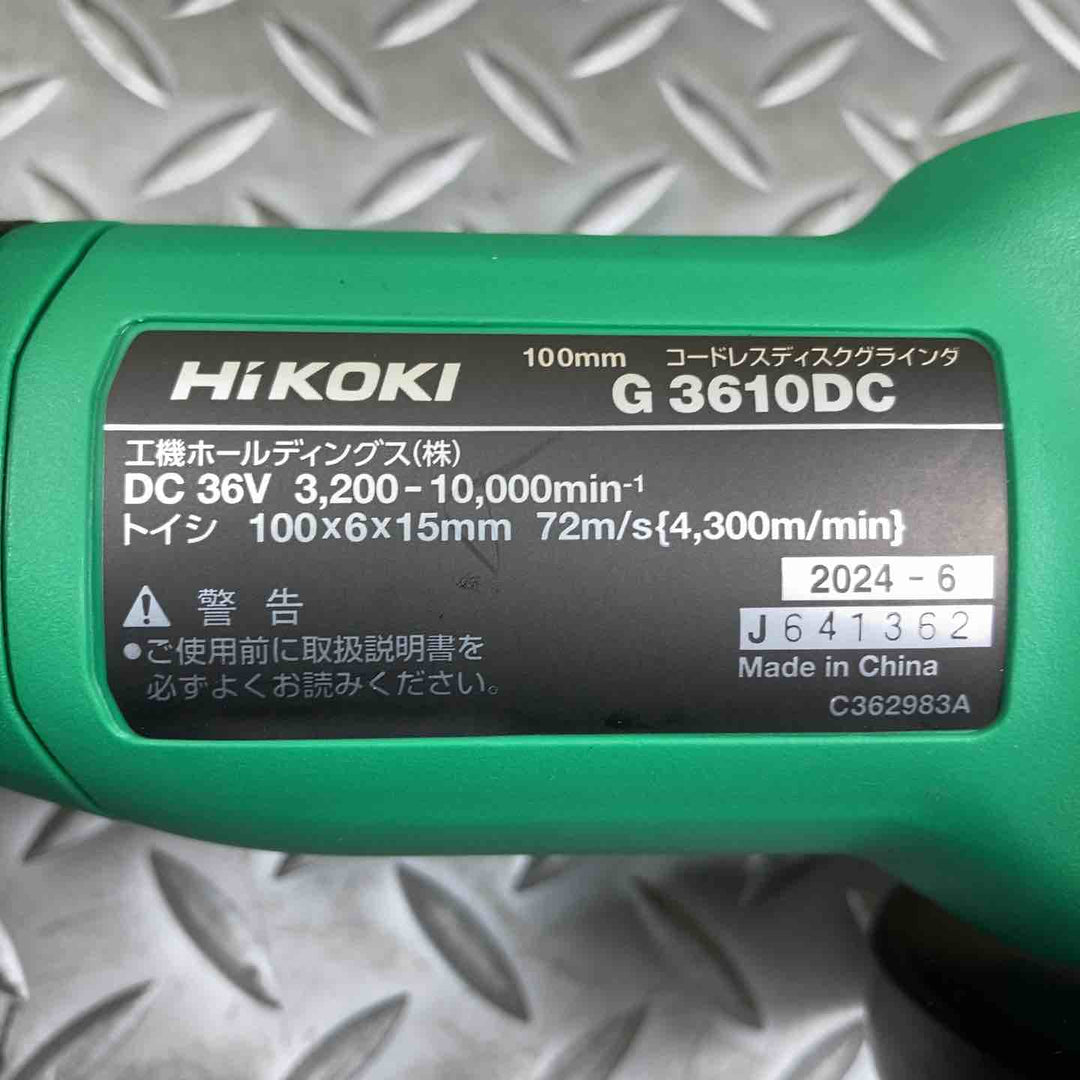 HiKOKI 100mm コードレスディスクグラインダ
G 3610DC
工機ホールディングス(株)
DC 36V 3,200-10,000min-1
トイシ 100x6x15mm 72m/s{4,300m/min}
2024 - 6
⚠ 警 告
J641362
●ご使用前に取扱説明書を
Made in China
必ずよくお読みください。
C362983A